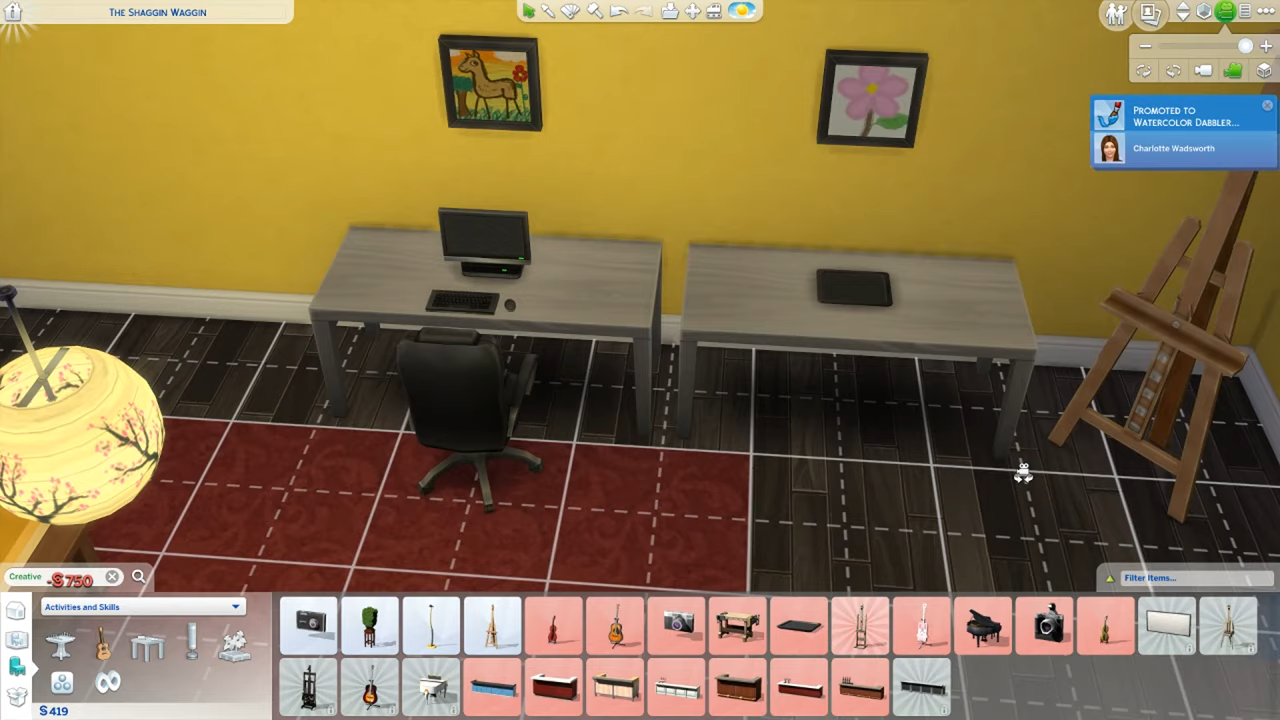 The Shaggin Waggin
Promoted to
Watercolor Dabbler...
Charlotte Wadsworth
Creative
-§750
Filter Items...
Activities and Skills
§419